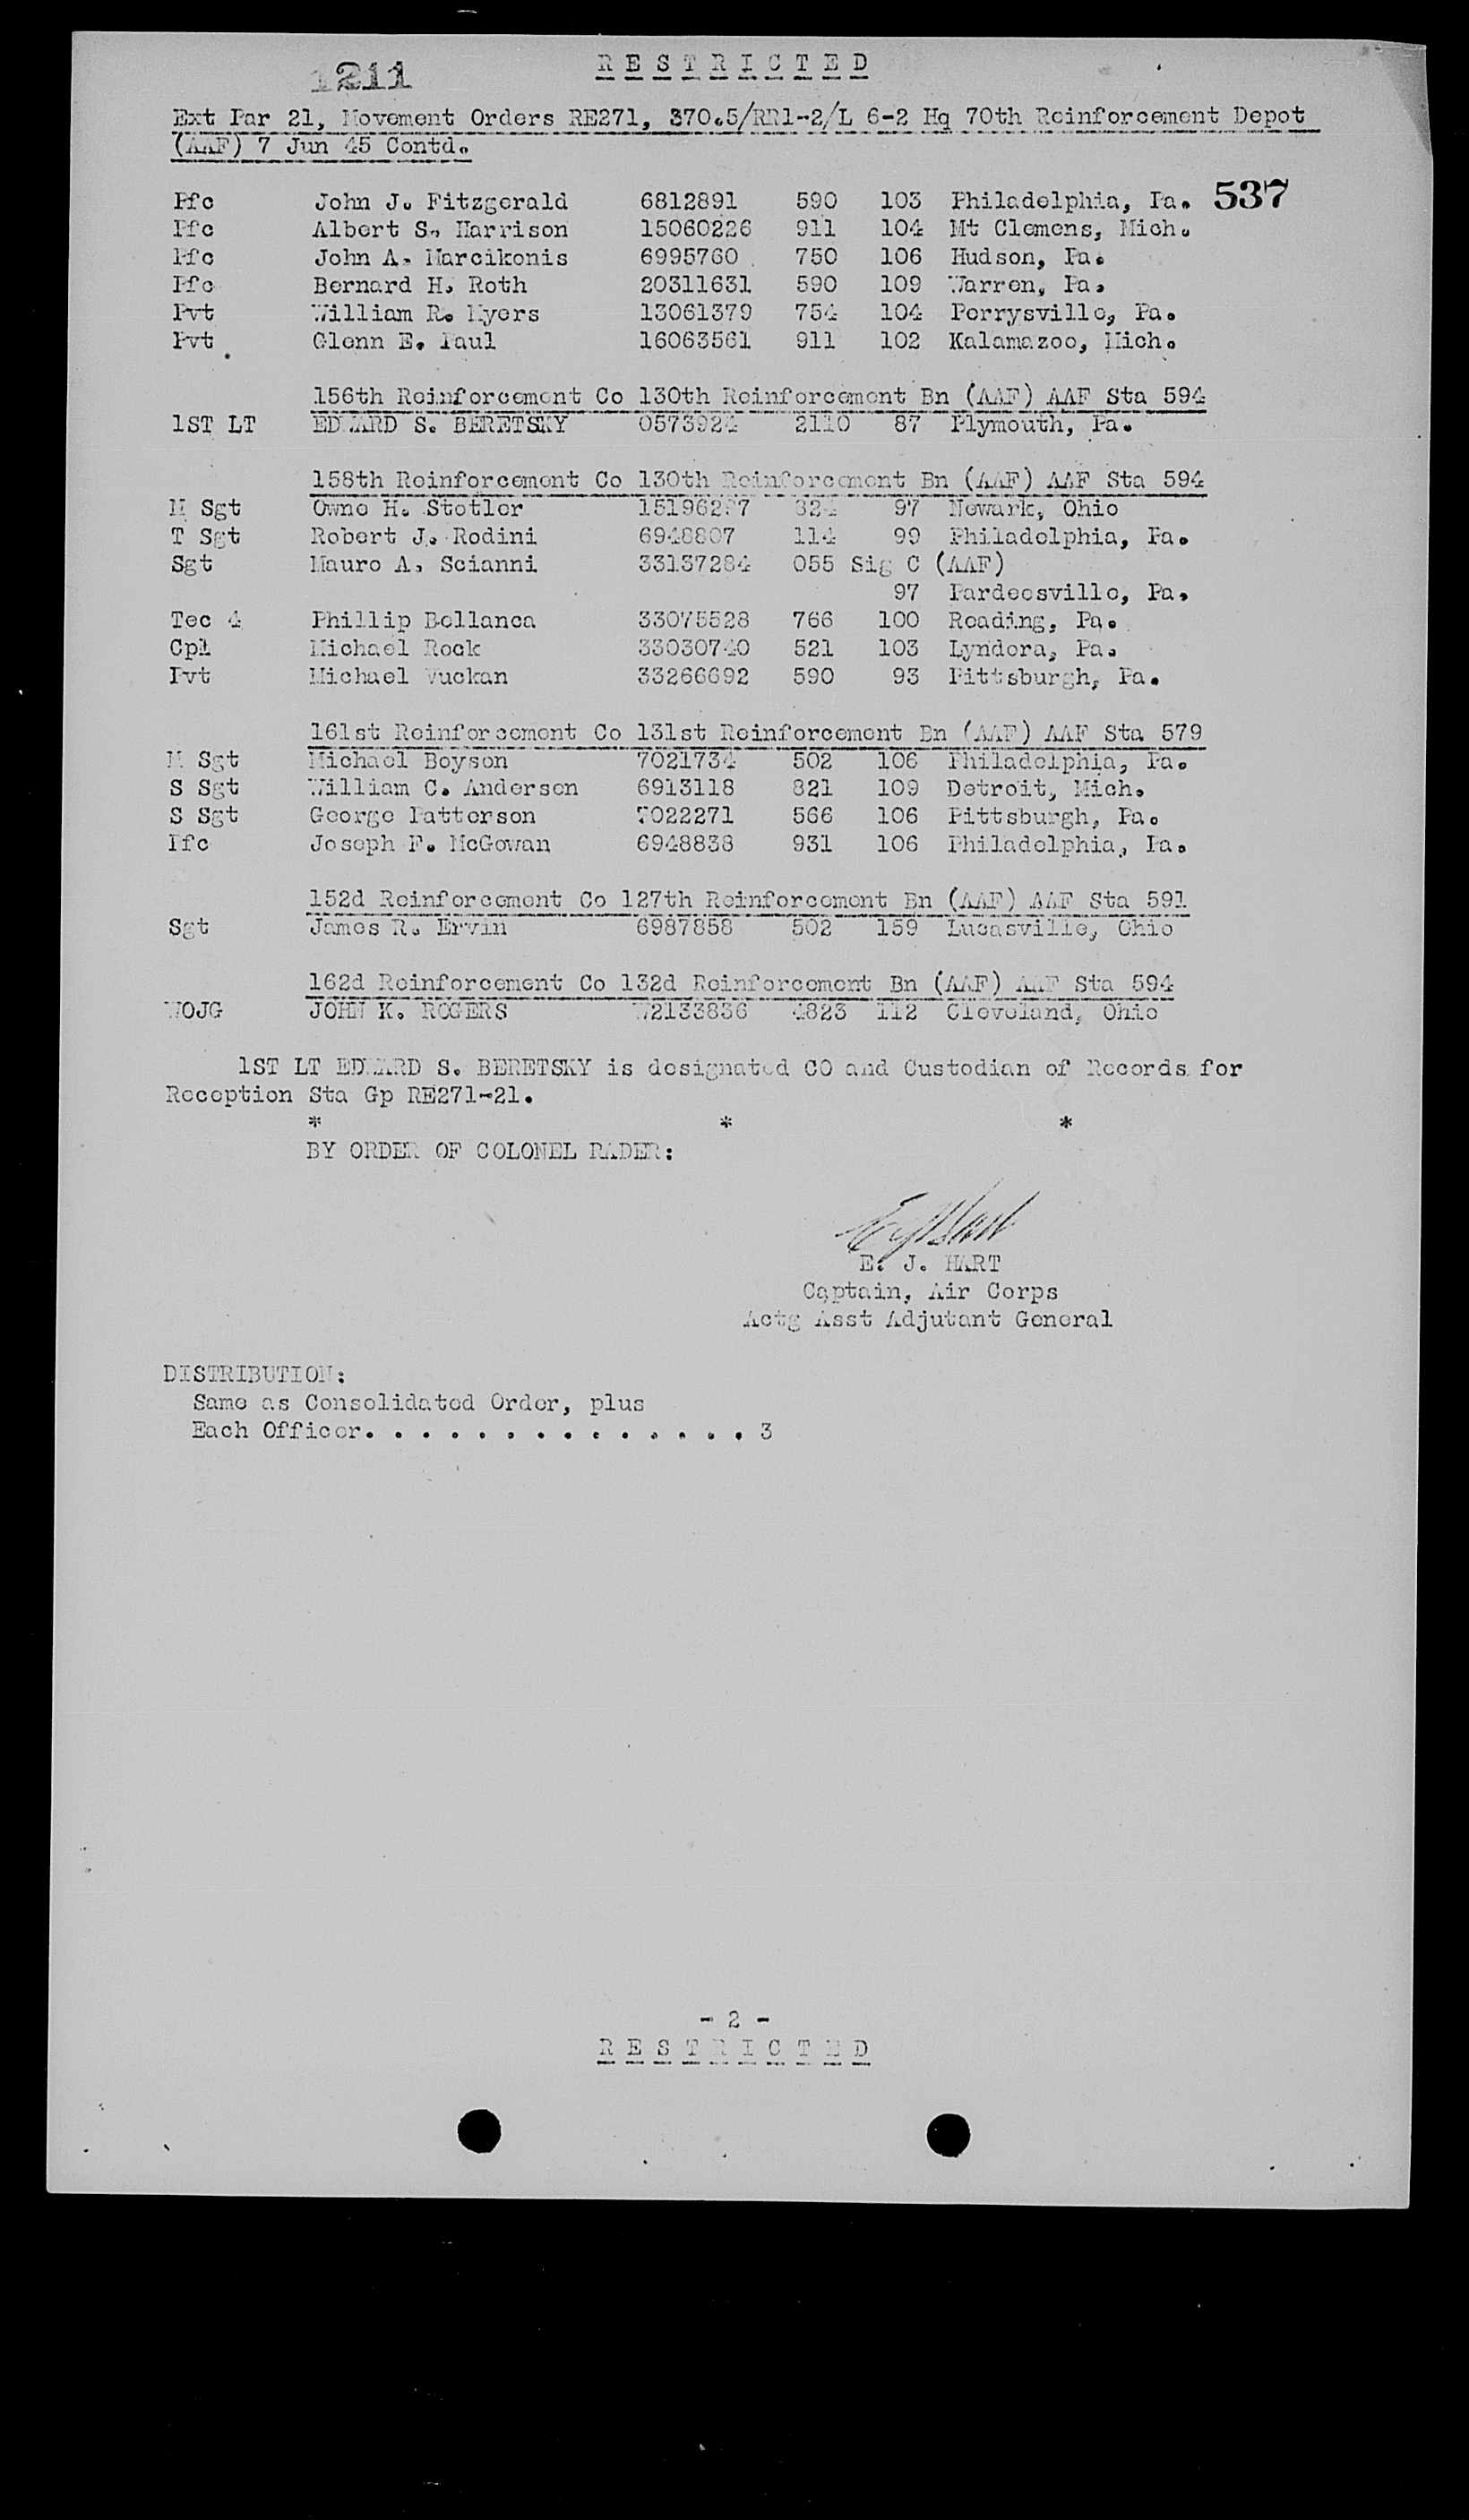 1211
R E S T R I C T E D
Ext Par 21, Movement Orders RE271, 370.5/RR1-2/L 6-2 Hq 70th Reinforcement Depot
(AAF) 7 Jun 45 Contd.
537
Pfc John J. Fitzgerald 6812891 590 103 Philadelphia, Pa.
Pfc Albert S. Harrison 15060226 911 104 Mt Clemens, Mich.
Pfc John A. Marcikonis 6995760 750 106 Hudson, Pa.
Pfc Bernard H. Roth 20311631 590 109 Warren, Pa.
Pvt William R. Myers 13061379 754 104 Perrysville, Pa.
Pvt Glenn E. Paul 16063561 911 102 Kalamazoo, Mich.
156th Reinforcement Co 130th Reinforcement Bn (AAF) AAF Sta 594
1ST LT EDWARD S. BERETSKY 0573924 2110 87 Plymouth, Pa.
158th Reinforcement Co 130th Reinforcement Bn (AAF) AAF Sta 594
M Sgt Owne H. Stotler 97 Newark, Ohio
T Sgt Robert J. Rodini 6948807 114 99 Philadelphia, Pa.
Sgt Mauro A. Scianni 33137284 055 Sig C (AAF)
97 Pardeesville, Pa.
Tec 4 Phillip Bellanca 33075528 766 100 Reading, Pa.
Cpl Michael Rock 33030740 521 103 Lyndora, Pa.
Pvt Michael Vuckan 33266692 590 93 Pittsburgh, Pa.
161st Reinforcement Co 131st Reinforcement Bn (AAF) AAF Sta 579
M Sgt Michael Boyson 7021734 502 106 Philadelphia, Pa.
S Sgt William C. Anderson 6913118 821 109 Detroit, Mich.
S Sgt George Patterson 7022271 566 106 Pittsburgh, Pa.
Pfc Joseph F. McGowan 6948838 931 106 Philadelphia, Pa.
152d Reinforcement Co 127th Reinforcement Bn (AAF) AAF Sta 591
Sgt James R. Ervin 6987858 502 159 Lucasville, Ohio
162d Reinforcement Co 132d Reinforcement Bn (AAF) AAF Sta 594
WOJG JOHN K. ROGERS W2133836 4823 112 Cleveland, Ohio
1ST LT EDWARD S. BERETSKY is designated CO and Custodian of Records for
Reception Sta Gp RE271-21.
* * *
BY ORDER OF COLONEL RADER:
E. J. HART
Captain, Air Corps
Actg Asst Adjutant General
DISTRIBUTION:
Same as Consolidated Order, plus
Each Officer. . . . . . . . . . . . . . 3
- 2 -
R E S T R I C T E D